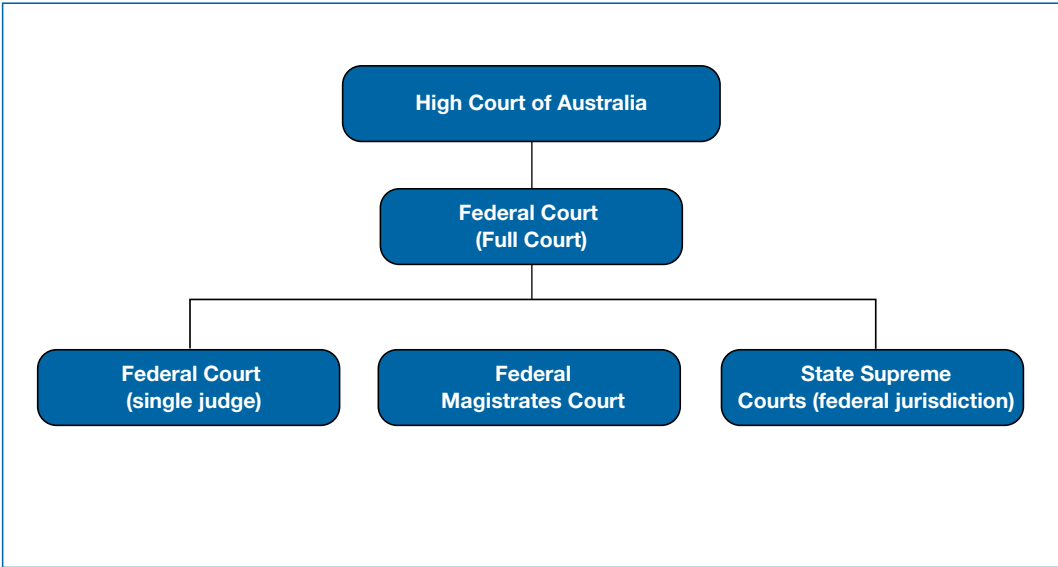 High Court of Australia
Federal Court
(Full Court)
Federal Court
(single judge)
Federal
Magistrates Court
State Supreme
Courts (federal jurisdiction)